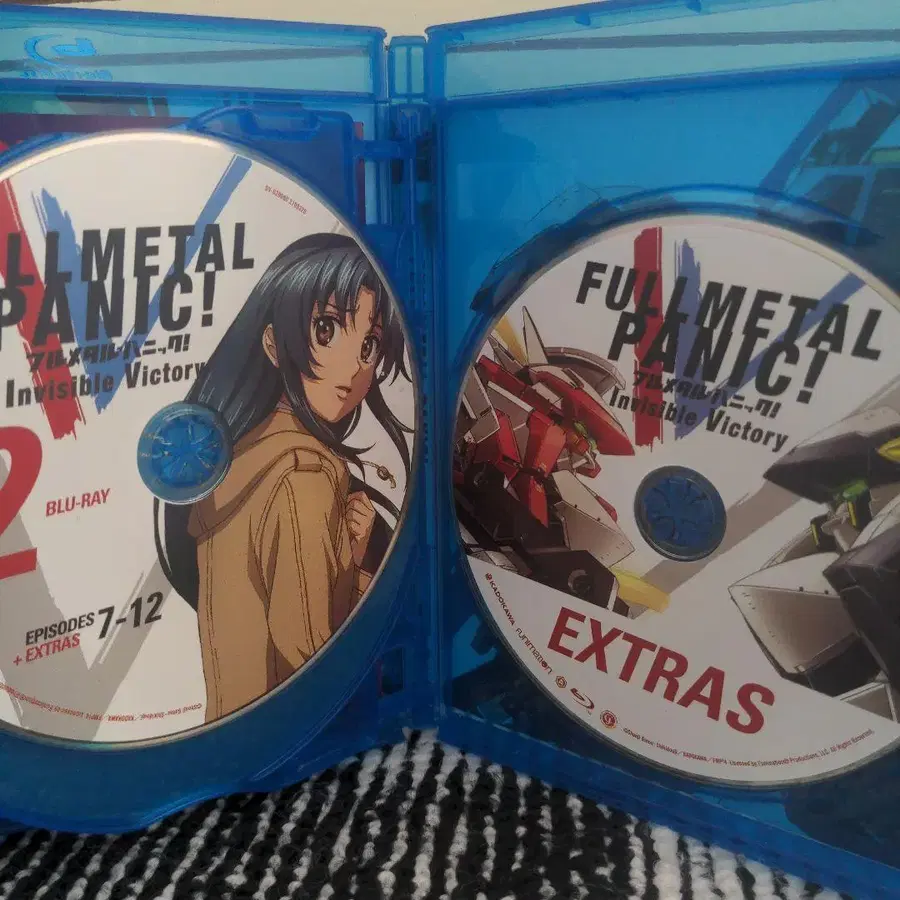 LLMETAL
PANIC!
フルメタル・パニック!
Invisible Victory
2
BLU-RAY
EPISODES 7-12
+ EXTRAS
FULLMETAL
PANIC!
フルメタル・パニック!
Invisible Victory
KADOKAWA FUNIMATION
EXTRAS